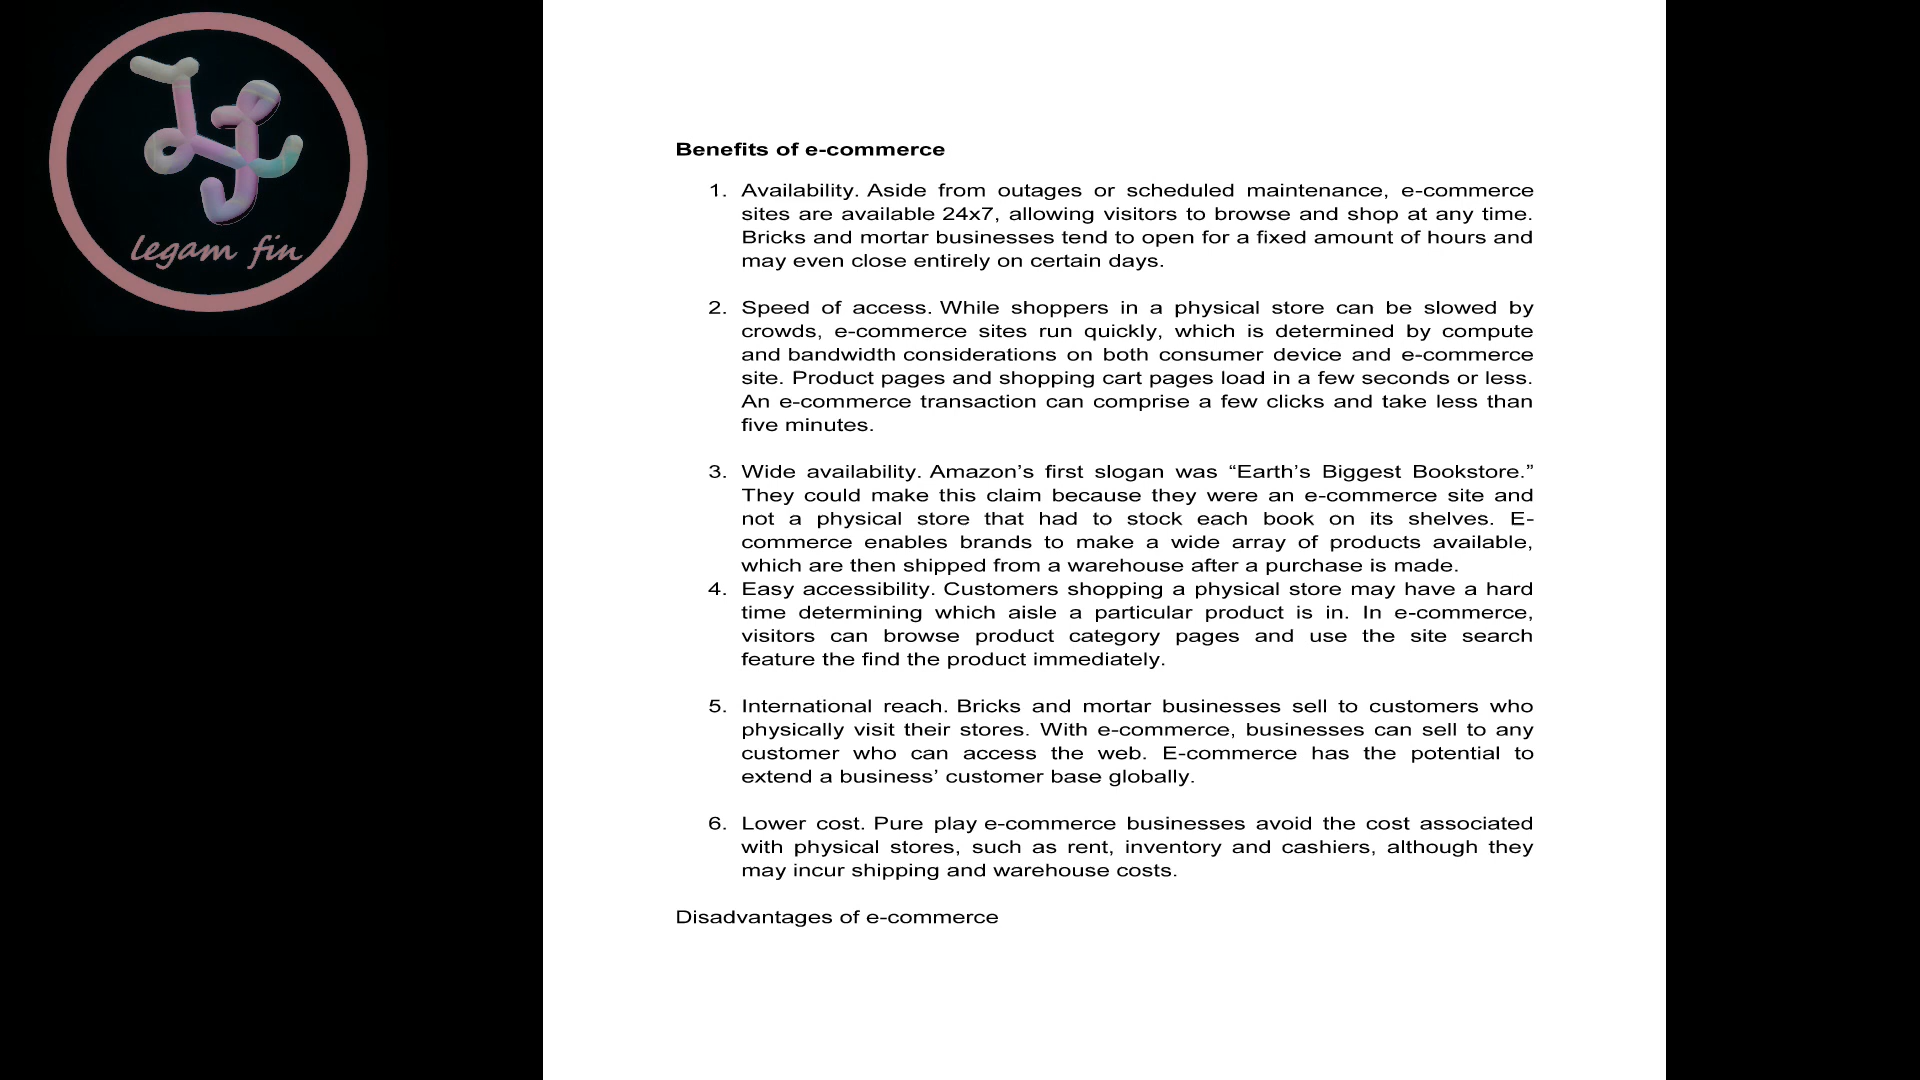 legam fin
Benefits of e-commerce
1. Availability. Aside from outages or scheduled maintenance, e-commerce
sites are available 24x7, allowing visitors to browse and shop at any time.
Bricks and mortar businesses tend to open for a fixed amount of hours and
may even close entirely on certain days.
2. Speed of access. While shoppers in a physical store can be slowed by
crowds, e-commerce sites run quickly, which is determined by compute
and bandwidth considerations on both consumer device and e-commerce
site. Product pages and shopping cart pages load in a few seconds or less.
An e-commerce transaction can comprise a few clicks and take less than
five minutes.
3. Wide availability. Amazon’s first slogan was “Earth’s Biggest Bookstore.”
They could make this claim because they were an e-commerce site and
not a physical store that had to stock each book on its shelves. E-
commerce enables brands to make a wide array of products available,
which are then shipped from a warehouse after a purchase is made.
4. Easy accessibility. Customers shopping a physical store may have a hard
time determining which aisle a particular product is in. In e-commerce,
visitors can browse product category pages and use the site search
feature the find the product immediately.
5. International reach. Bricks and mortar businesses sell to customers who
physically visit their stores. With e-commerce, businesses can sell to any
customer who can access the web. E-commerce has the potential to
extend a business’ customer base globally.
6. Lower cost. Pure play e-commerce businesses avoid the cost associated
with physical stores, such as rent, inventory and cashiers, although they
may incur shipping and warehouse costs.
Disadvantages of e-commerce